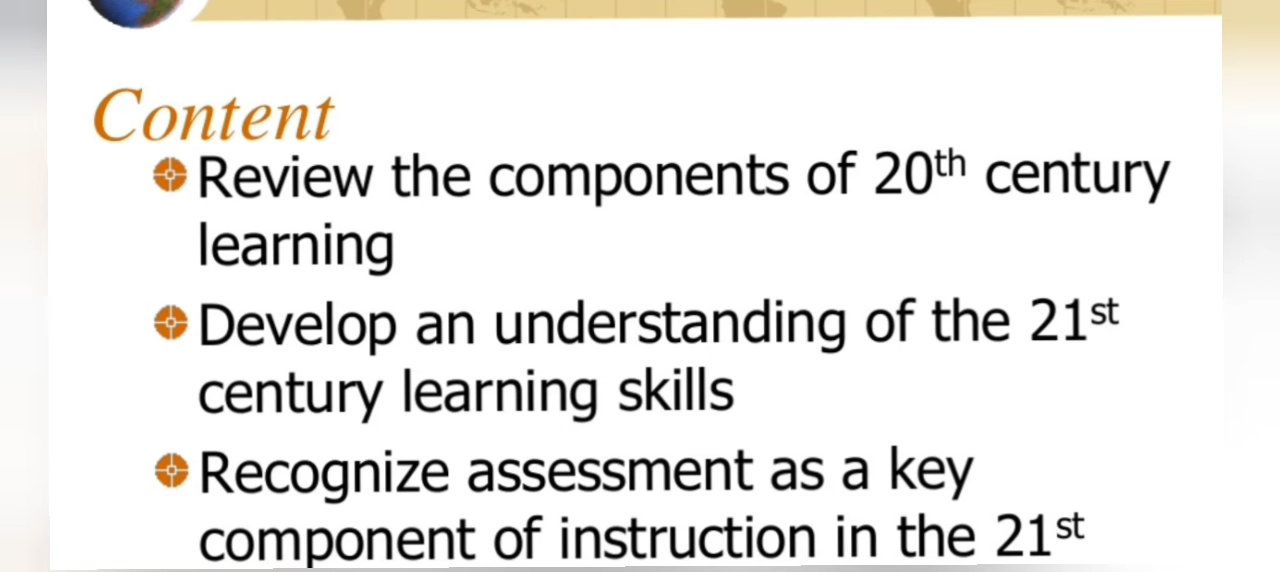 Content
Review the components of 20th century
learning
Develop an understanding of the 21st
century learning skills
Recognize assessment as a key
component of instruction in the 21st